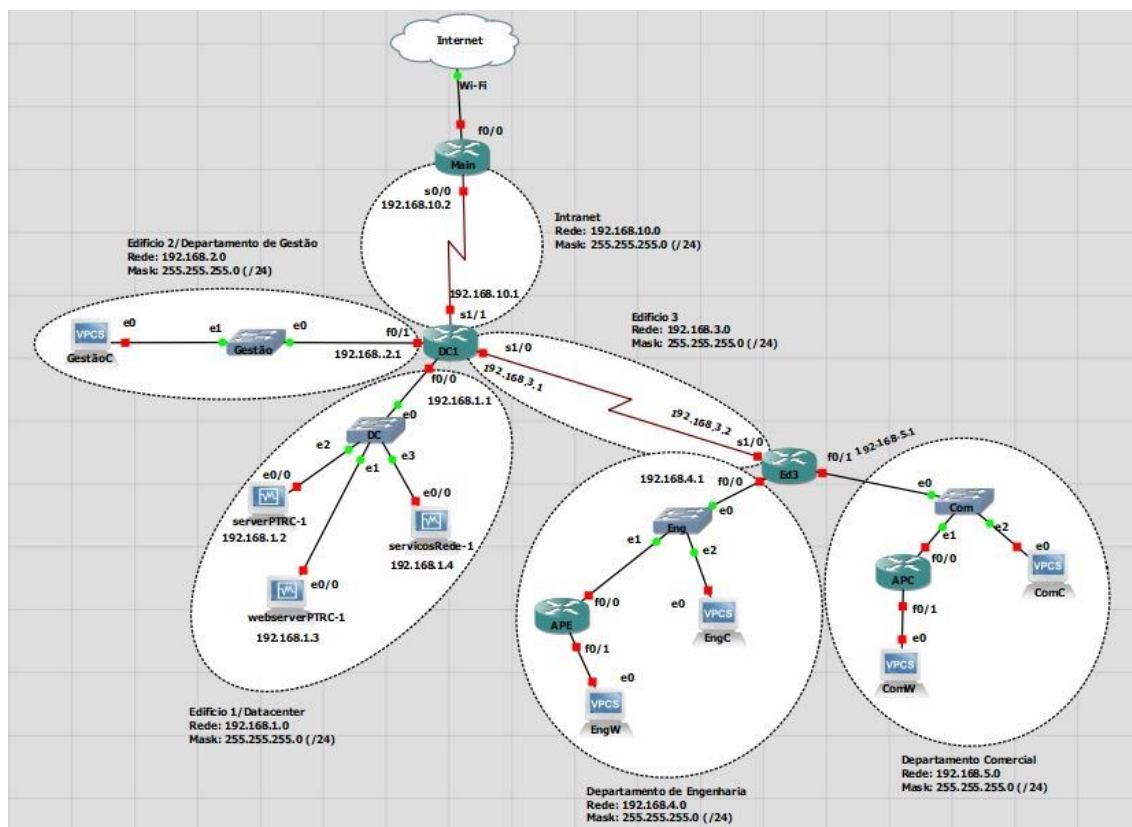 Internet
Wi-Fi
f0/0
Main
s0/0
192.168.10.2
Intranet
Rede: 192.168.10.0
Mask: 255.255.255.0 (/24)
Edificio 2/Departamento de Gestão
Rede: 192.168.2.0
Mask: 255.255.255.0 (/24)
192.168.10.1
s1/1
Edificio 3
Rede: 192.168.3.0
Mask: 255.255.255.0 (/24)
VPCS
e0
GestãoC
e1
Gestão
e0
f0/1
192.168..2.1
DC1
s1/0
192.168,3,1
f0/0
192.168.1.1
e0
DC
e2
e1
e3
192,168,3,2
s1/0
Ed3
f0/1
192-168-5.1
e0/0
serverPTRC-1
192.168.1.2
e0/0
servicosRede-1
192.168.1.4
e0/0
webserverPTRC-1
192.168.1.3
192.168.4.1
f0/0
e0
Eng
e1
e2
f0/0
APE
f0/1
e0
VPCS
EngW
e0
VPCS
EngC
e0
Com
e1
e2
f0/0
APC
f0/1
e0
VPCS
ComW
e0
VPCS
ComC
Edificio 1/Datacenter
Rede: 192.168.1.0
Mask: 255.255.255.0 (/24)
Departamento de Engenharia
Rede: 192.168.4.0
Mask: 255.255.255.0 (/24)
Departamento Comercial
Rede: 192.168.5.0
Mask: 255.255.255.0 (/24)